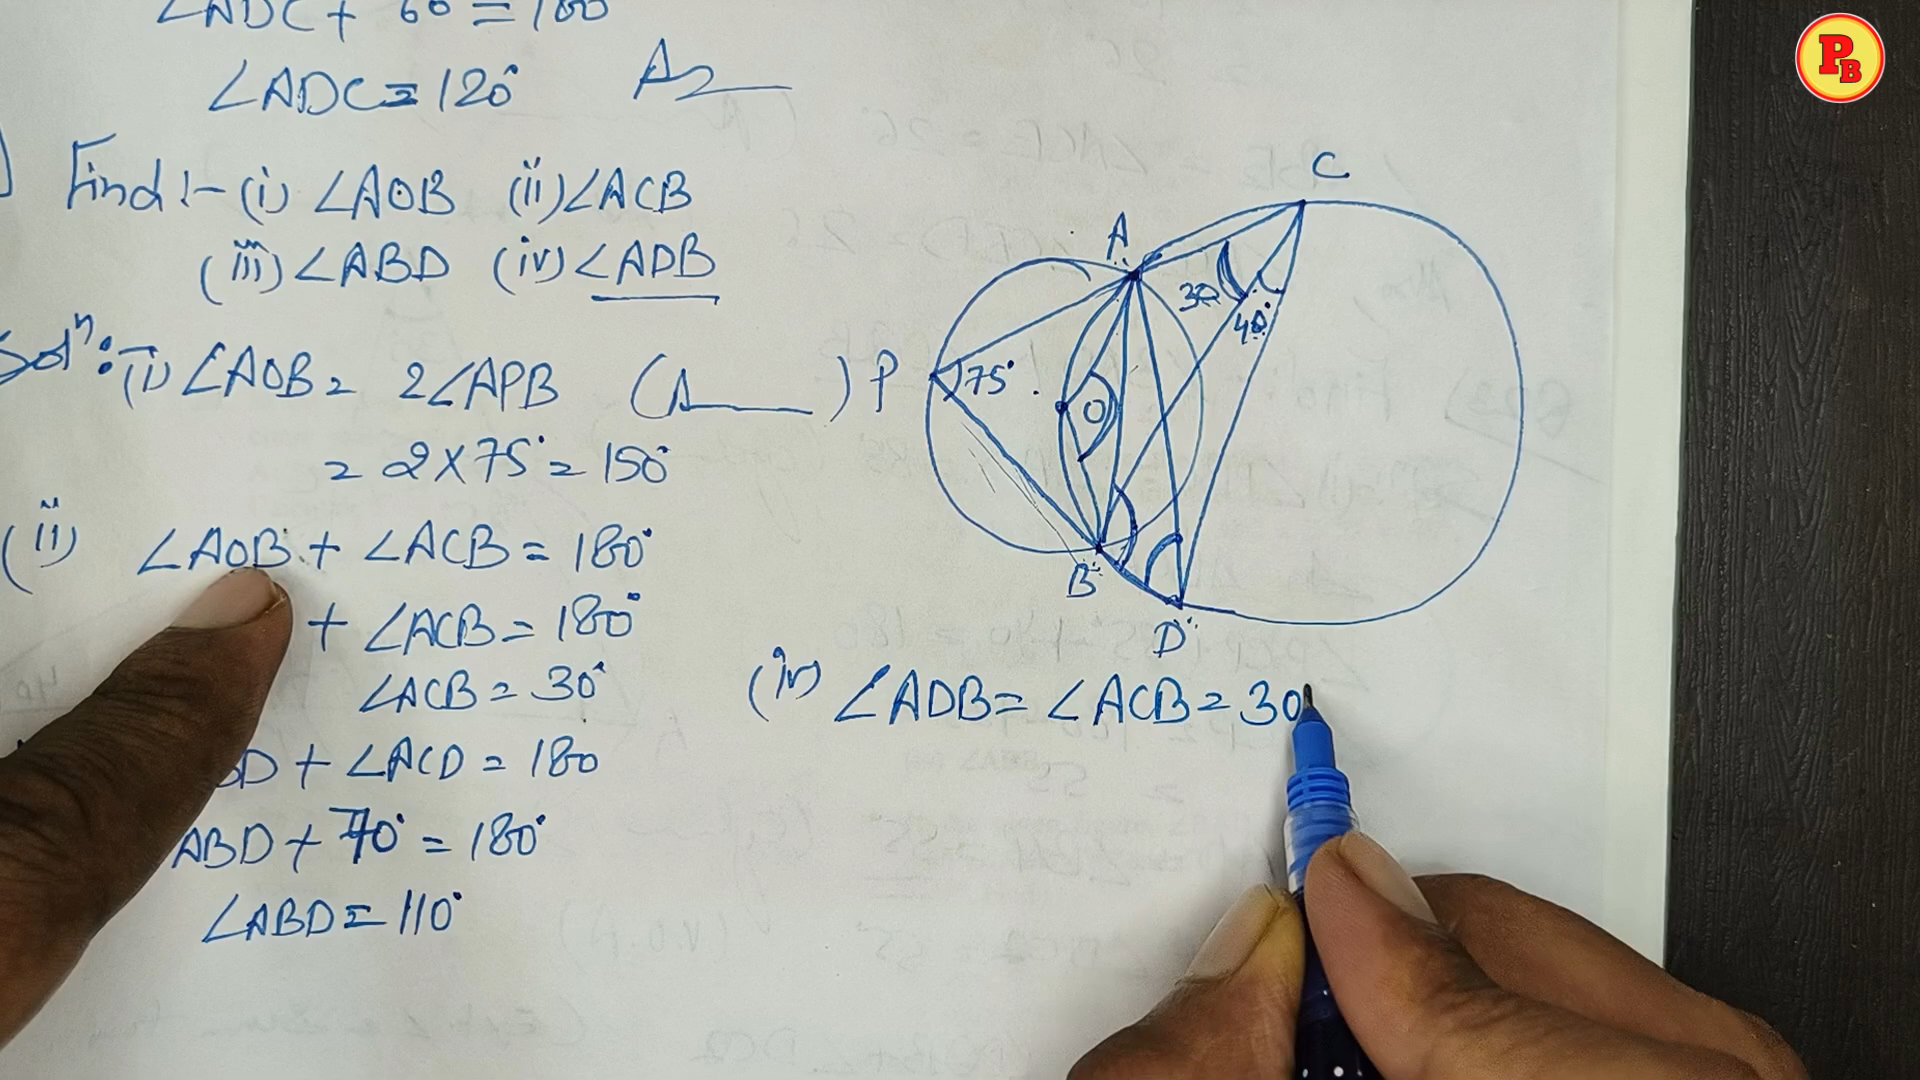 ∠ADC + 60 = 180
∠ADC = 120°
Find :- (i) ∠AOB (ii) ∠ACB
(iii) ∠ABD (iv) ∠ADB
Solⁿ: (i) ∠AOB = 2∠APB
= 2 × 75° = 150°
(ii) ∠AOB + ∠ACB = 180°
+ ∠ACB = 180°
∠ACB = 30°
BD + ∠ACD = 180
ABD + 70° = 180°
∠ABD = 110°
C
A
30
40°
P
75°
O
B
D
(iv) ∠ADB = ∠ACB = 30
PB